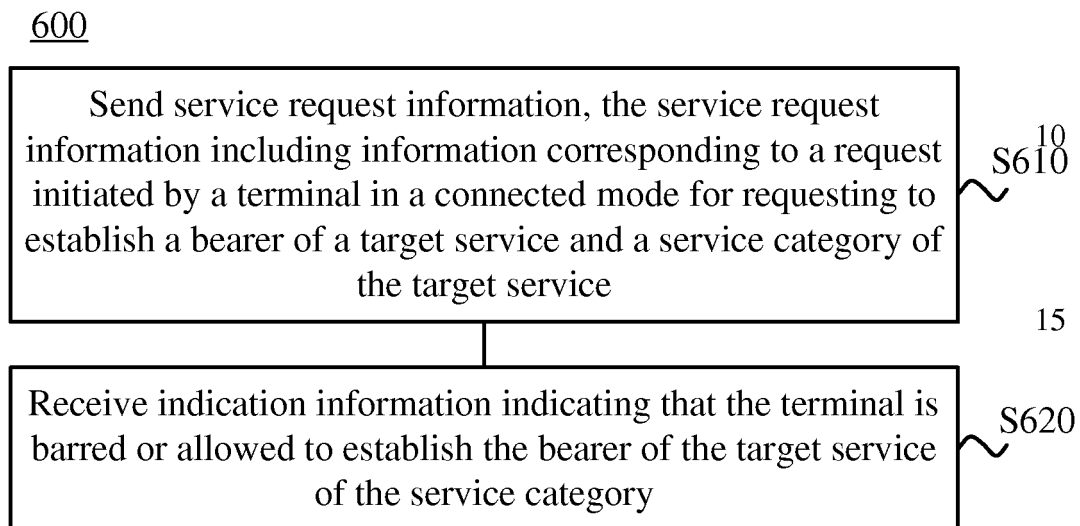 600
Send service request information, the service request
information including information corresponding to a request
initiated by a terminal in a connected mode for requesting to
establish a bearer of a target service and a service category of
the target service
10
S610
15
Receive indication information indicating that the terminal is
barred or allowed to establish the bearer of the target service
of the service category
S620